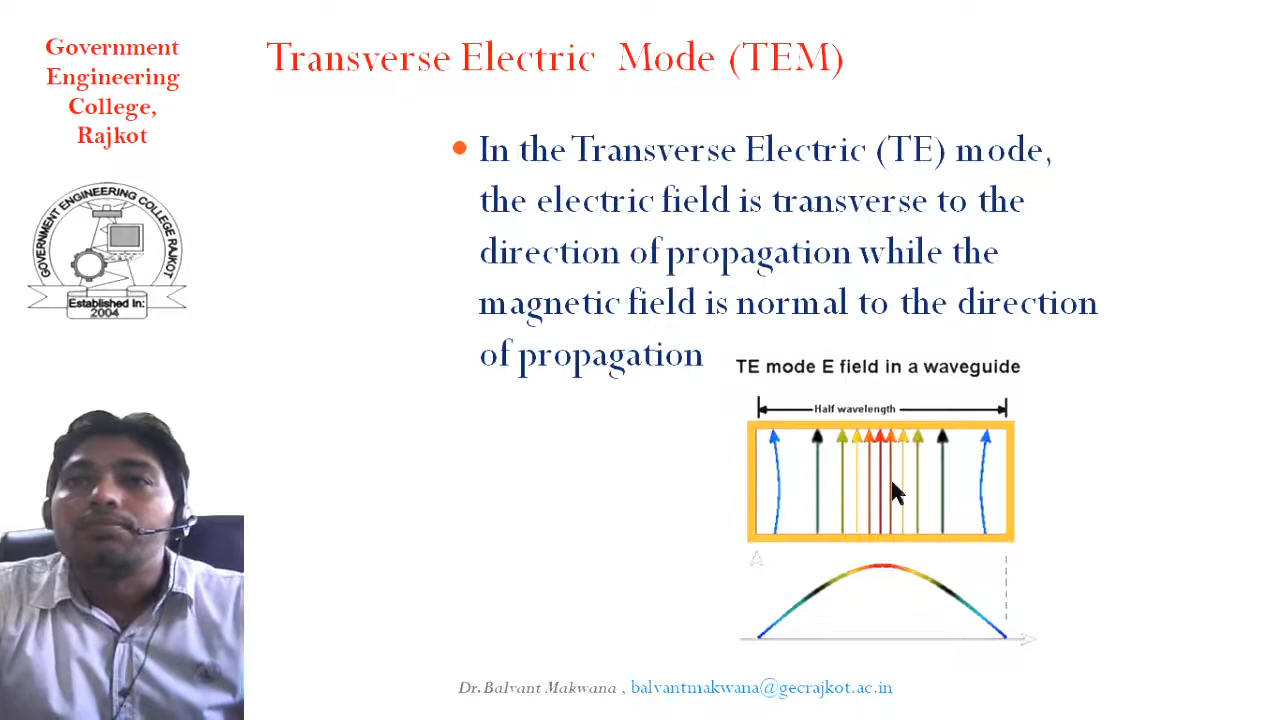 Government
Engineering
College,
Rajkot
Transverse Electric Mode (TEM)
GOVERNMENT ENGINEERING COLLEGE RAJKOT
Established In:
2004
• In the Transverse Electric (TE) mode,
the electric field is transverse to the
direction of propagation while the
magnetic field is normal to the direction
of propagation
TE mode E field in a waveguide
Half wavelength
A
Dr. Balvant Makwana , balvantmakwana@gecrajkot.ac.in